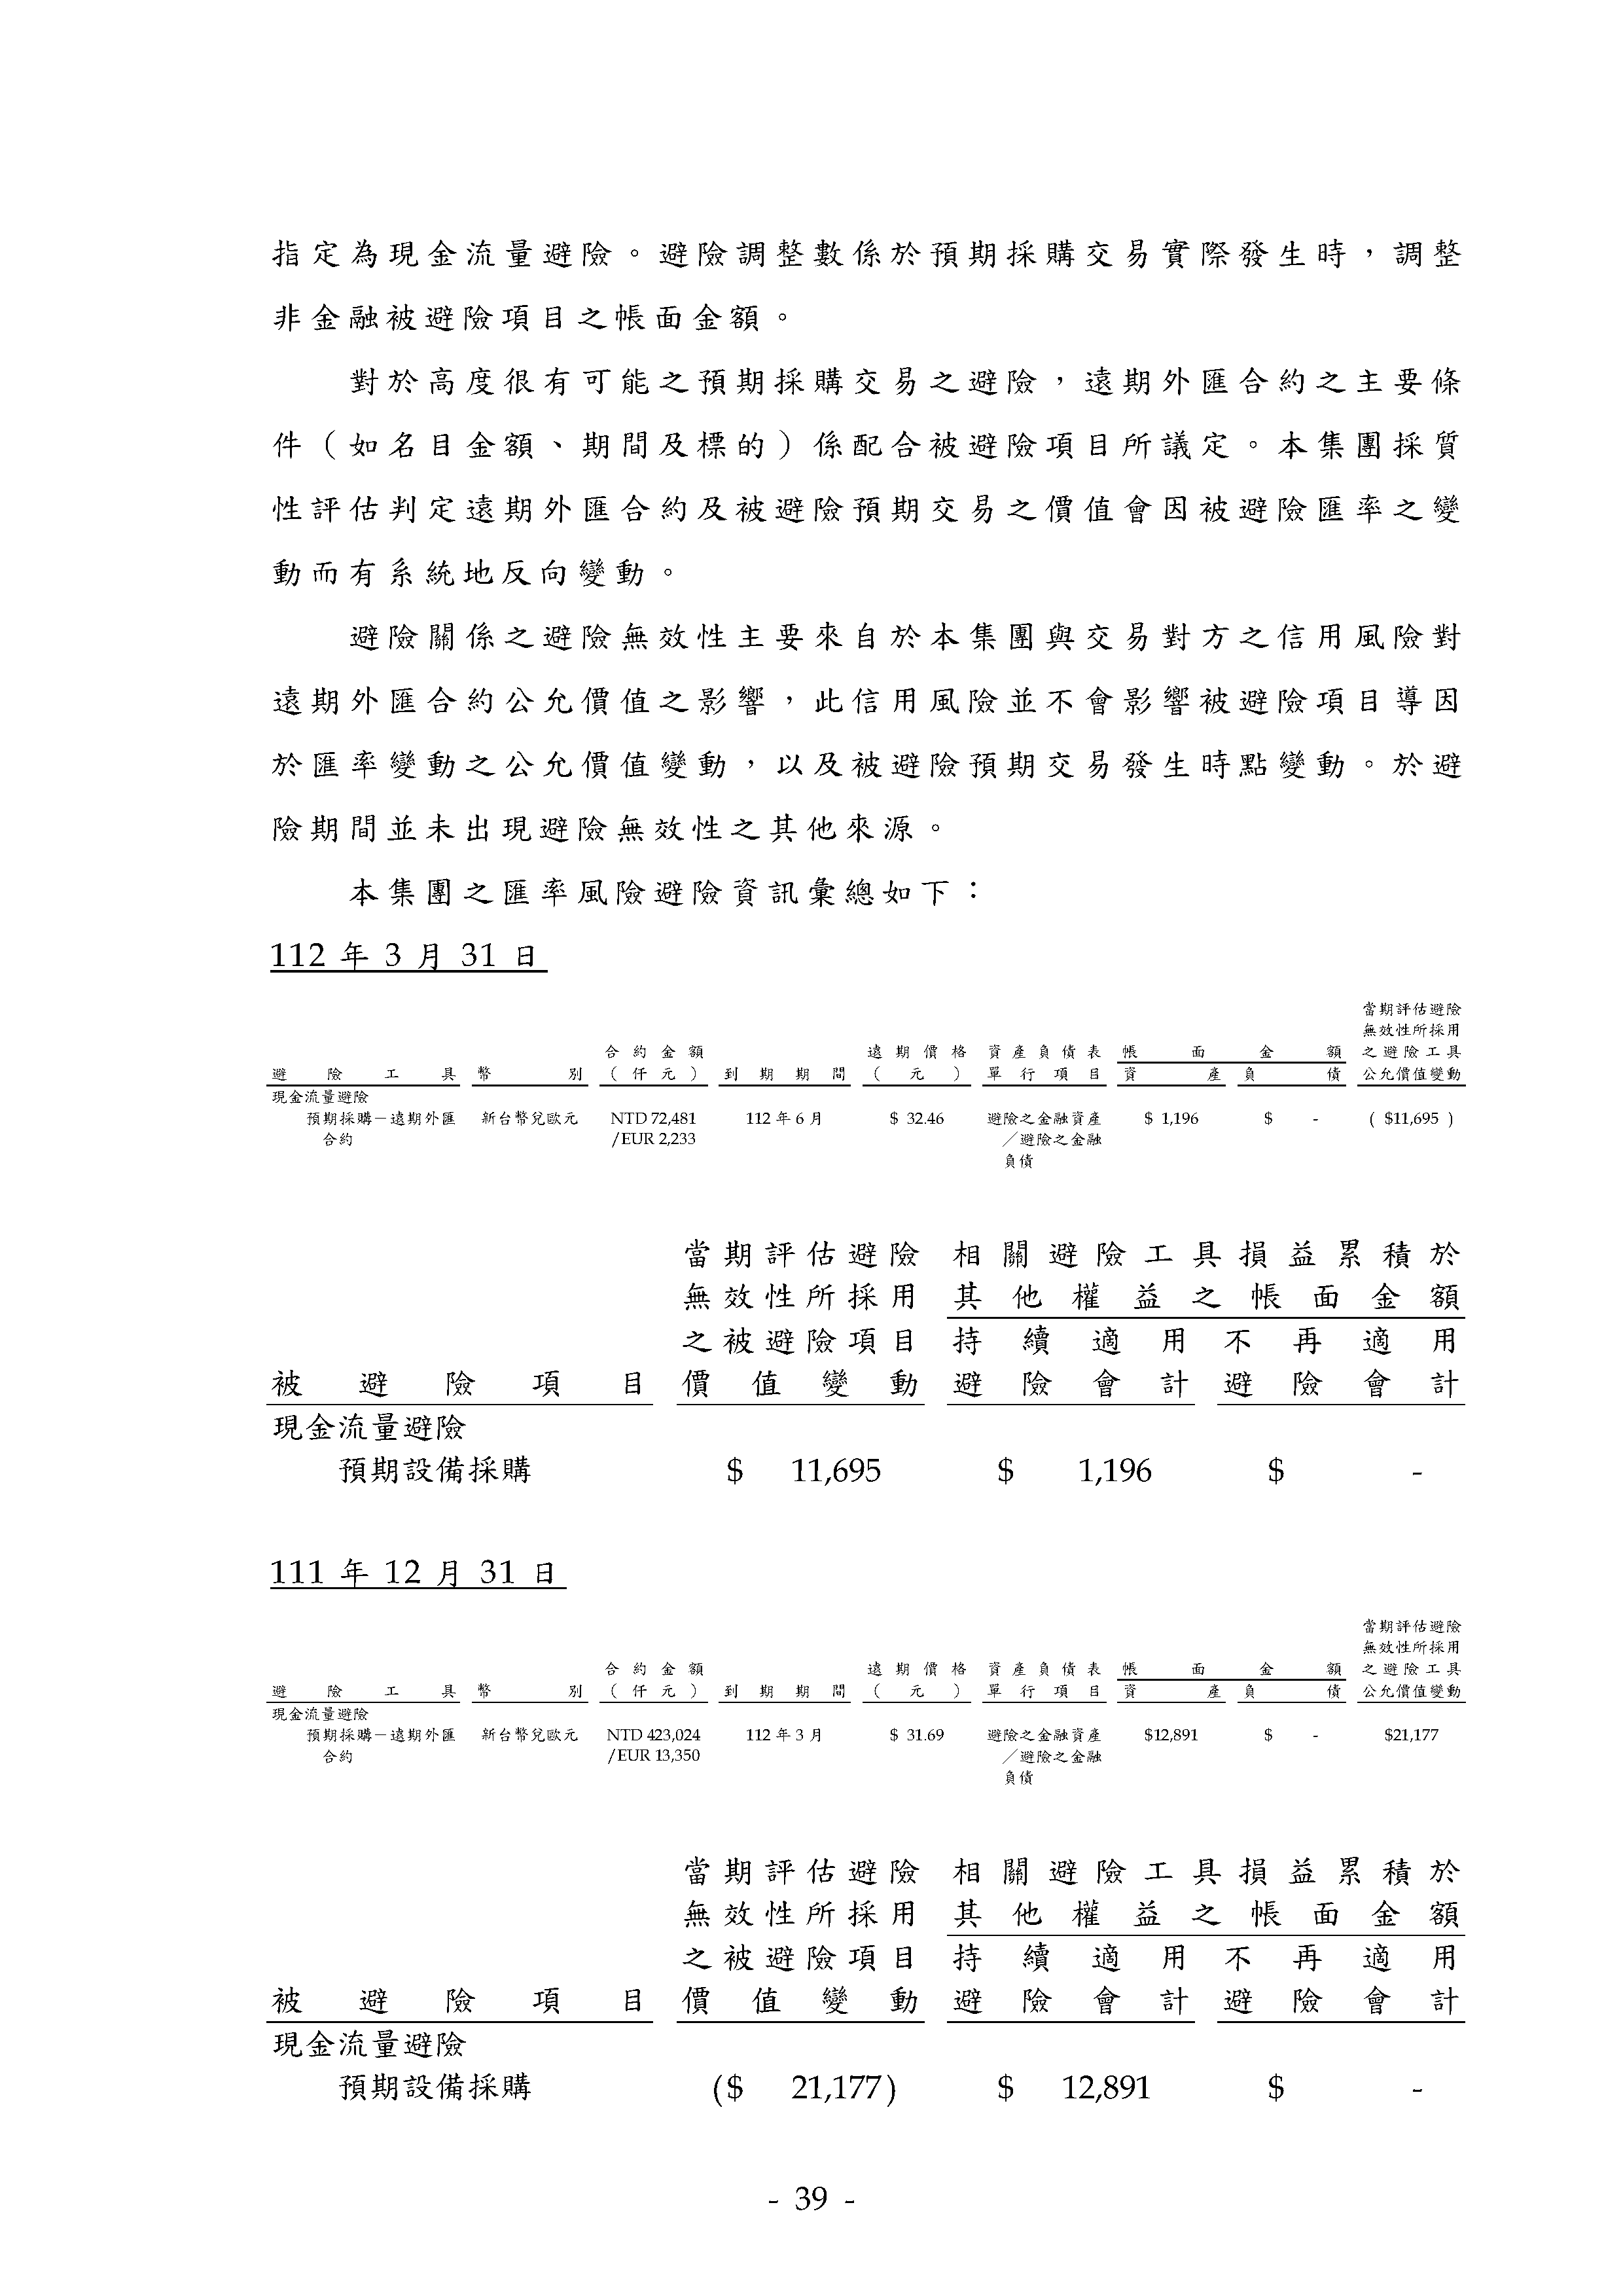 指定為現金流量避險。避險調整數係於預期採購交易實際發生時，調整
非金融被避險項目之帳面金額。
對於高度很有可能之預期採購交易之避險，遠期外匯合約之主要條
件（如名目金額、期間及標的）係配合被避險項目所議定。本集團採質
性評估判定遠期外匯合約及被避險預期交易之價值會因被避險匯率之變
動而有系統地反向變動。
避險關係之避險無效性主要來自於本集團與交易對方之信用風險對
遠期外匯合約公允價值之影響，此信用風險並不會影響被避險項目導因
於匯率變動之公允價值變動，以及被避險預期交易發生時點變動。於避
險期間並未出現避險無效性之其他來源。
本集團之匯率風險避險資訊彙總如下：
112 年 3 月 31 日
當期評估避險
無效性所採用
合約金額 遠期價格 資產負債表 帳面金額 之避險工具
避險工具 幣別 （仟元） 到期期間 （元） 單行項目 資產 負債 公允價值變動
現金流量避險
預期採購－遠期外匯 新台幣兌歐元 NTD 72,481 112 年 6 月 $ 32.46 避險之金融資產 $ 1,196 $ - ( $11,695 )
合約 /EUR 2,233 ／避險之金融
負債
當期評估避險 相關避險工具損益累積於
無效性所採用 其他權益之帳面金額
之被避險項目 持續適用 不再適用
被避險項目 價值變動 避險會計 避險會計
現金流量避險
預期設備採購 $ 11,695 $ 1,196 $ -
111 年 12 月 31 日
當期評估避險
無效性所採用
合約金額 遠期價格 資產負債表 帳面金額 之避險工具
避險工具 幣別 （仟元） 到期期間 （元） 單行項目 資產 負債 公允價值變動
現金流量避險
預期採購－遠期外匯 新台幣兌歐元 NTD 423,024 112 年 3 月 $ 31.69 避險之金融資產 $12,891 $ - $21,177
合約 /EUR 13,350 ／避險之金融
負債
當期評估避險 相關避險工具損益累積於
無效性所採用 其他權益之帳面金額
之被避險項目 持續適用 不再適用
被避險項目 價值變動 避險會計 避險會計
現金流量避險
預期設備採購 ($ 21,177) $ 12,891 $ -
- 39 -